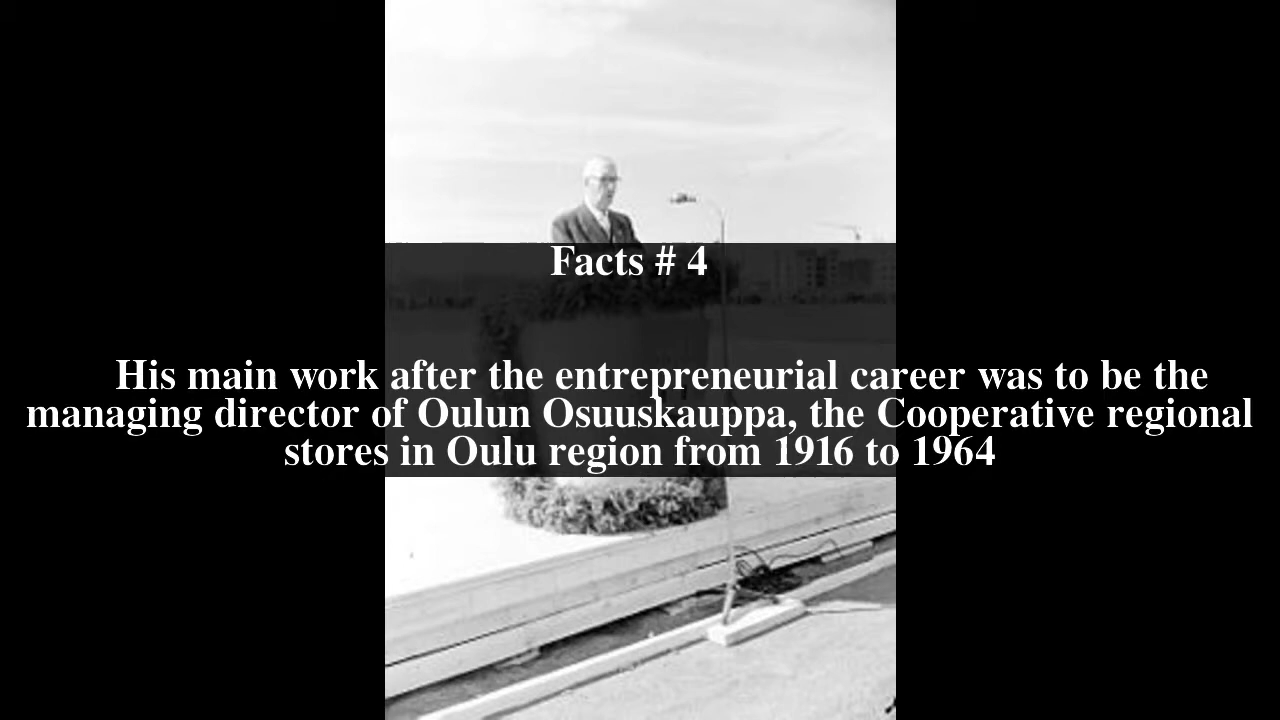 Facts # 4
His main work after the entrepreneurial career was to be the
managing director of Oulun Osuuskauppa, the Cooperative regional
stores in Oulu region from 1916 to 1964